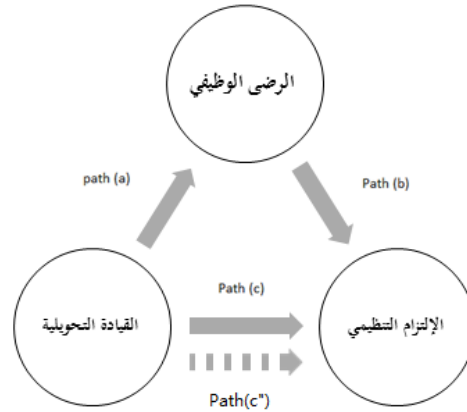 الرضى الوظيفي
path (a)
Path (b)
القيادة التحويلية
Path (c)
الإلتزام التنظيمي
Path(c")